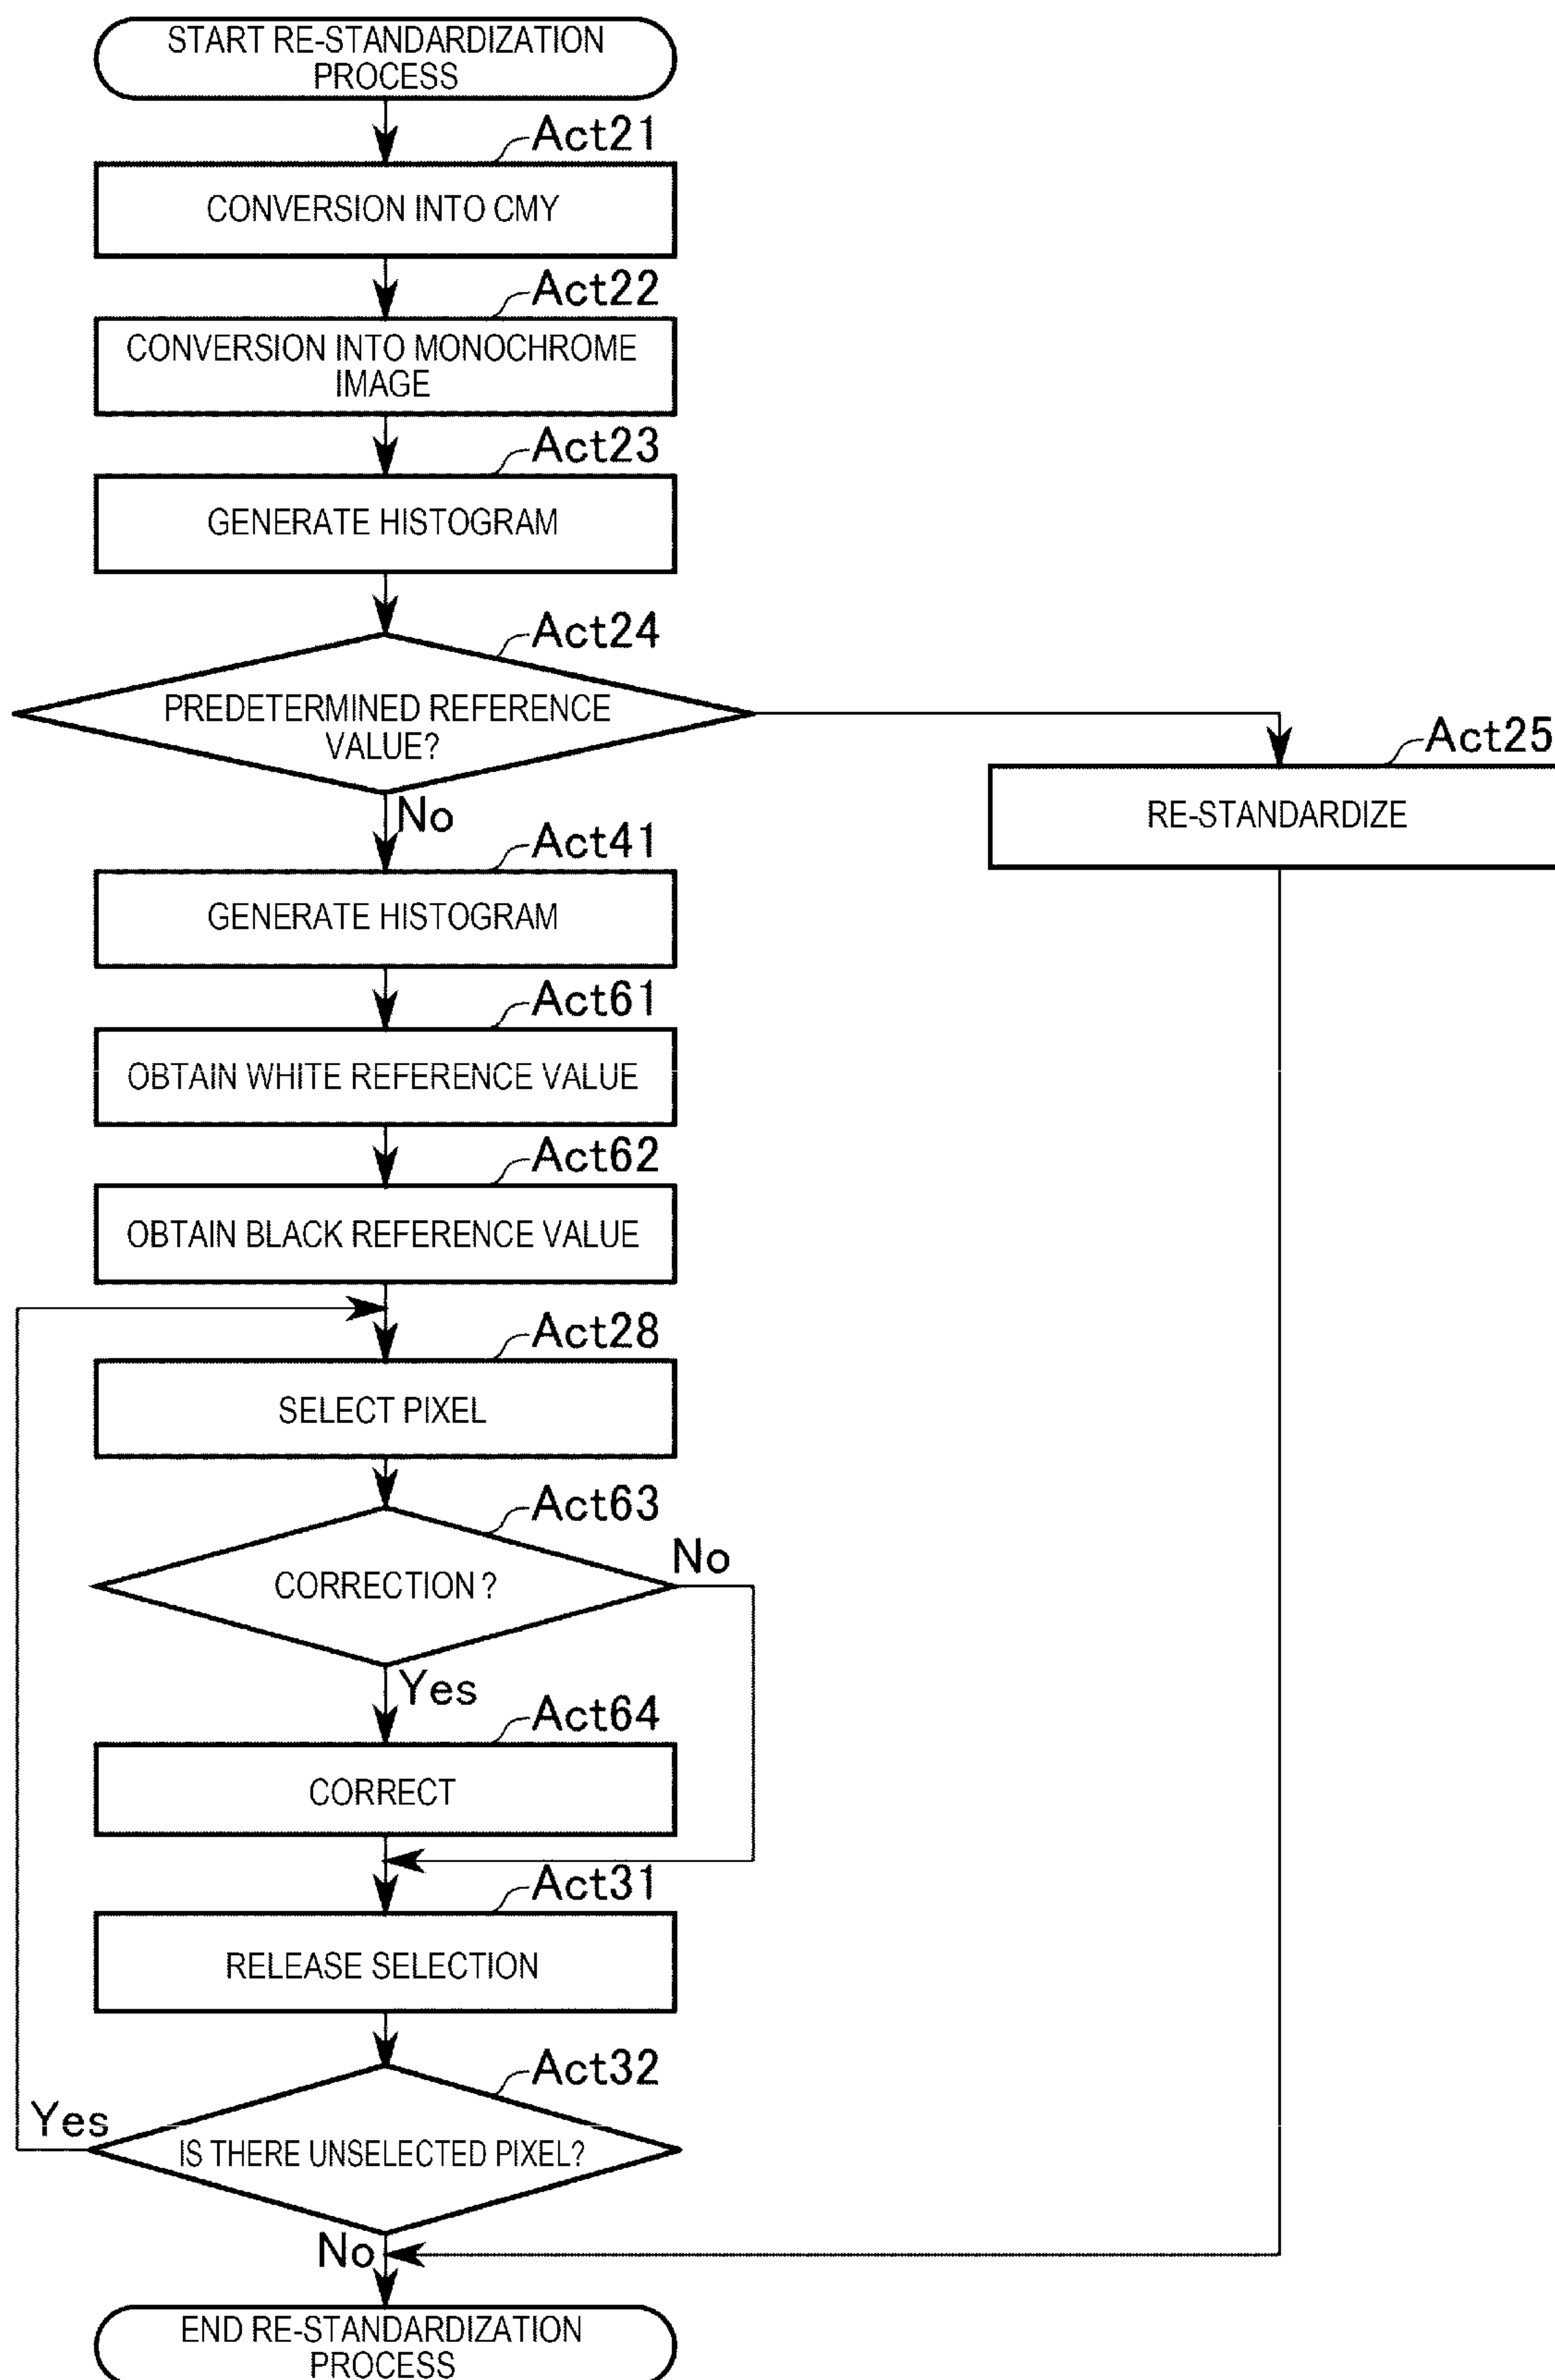 START RE-STANDARDIZATION
PROCESS
Act21
CONVERSION INTO CMY
Act22
CONVERSION INTO MONOCHROME
IMAGE
Act23
GENERATE HISTOGRAM
Act24
PREDETERMINED REFERENCE
VALUE?
No
Act25
RE-STANDARDIZE
Act41
GENERATE HISTOGRAM
Act61
OBTAIN WHITE REFERENCE VALUE
Act62
OBTAIN BLACK REFERENCE VALUE
Act28
SELECT PIXEL
Act63
CORRECTION ?
No
Yes
Act64
CORRECT
Act31
RELEASE SELECTION
Act32
Yes
IS THERE UNSELECTED PIXEL?
No
END RE-STANDARDIZATION
PROCESS